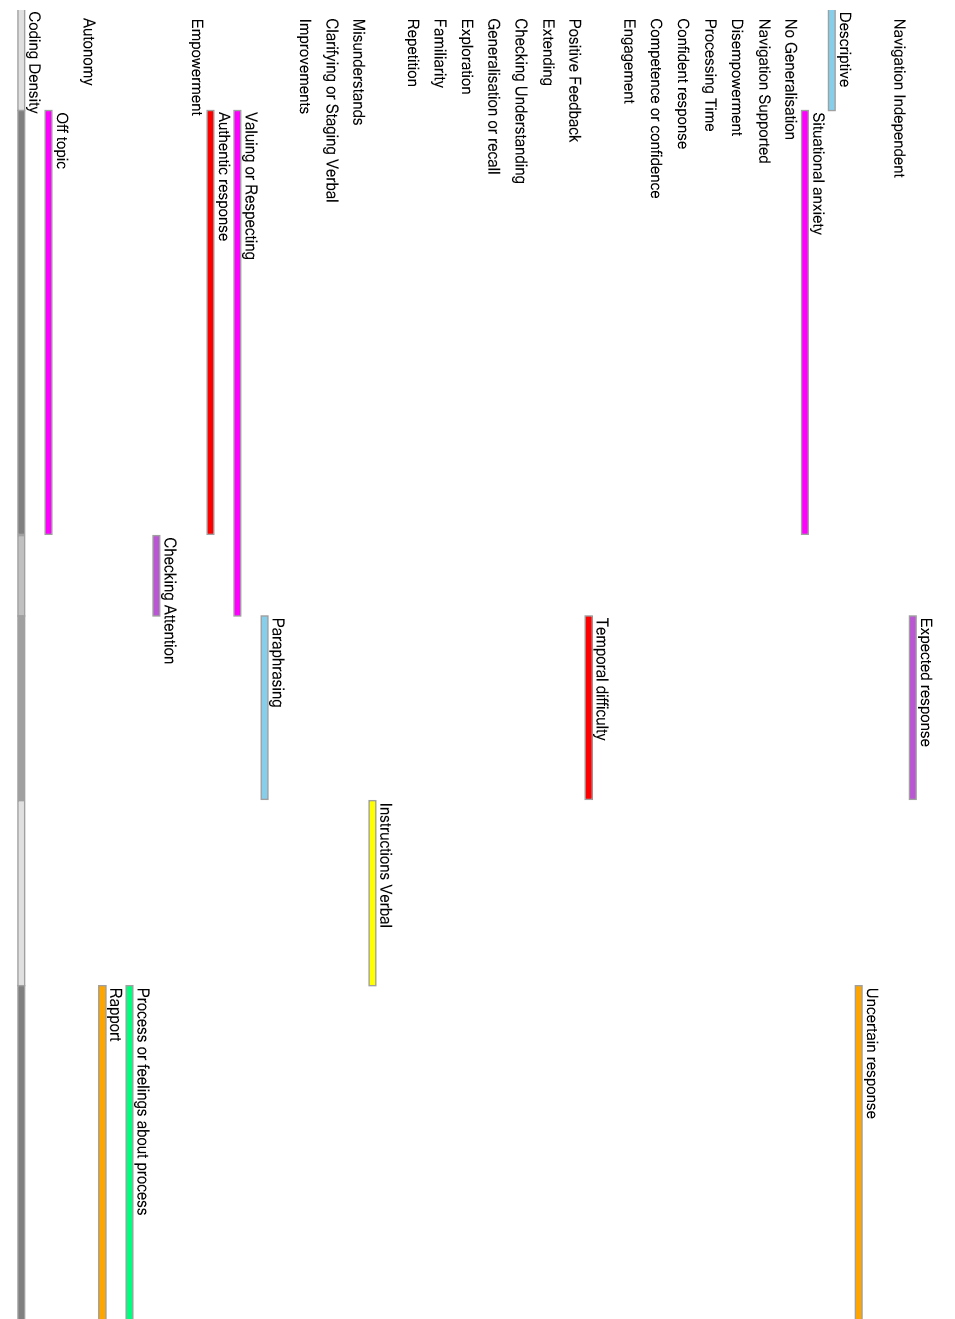 Navigation Independent
Expected response
Uncertain response
Descriptive
Situational anxiety
No Generalisation
Navigation Supported
Disempowerment
Processing Time
Confident response
Competence or confidence
Engagement
Temporal difficulty
Positive Feedback
Extending
Checking Understanding
Generalisation or recall
Exploration
Familiarity
Repetition
Instructions Verbal
Misunderstands
Clarifying or Staging Verbal
Improvements
Paraphrasing
Valuing or Respecting
Authentic response
Empowerment
Checking Attention
Process or feelings about process
Rapport
Autonomy
Off topic
Coding Density